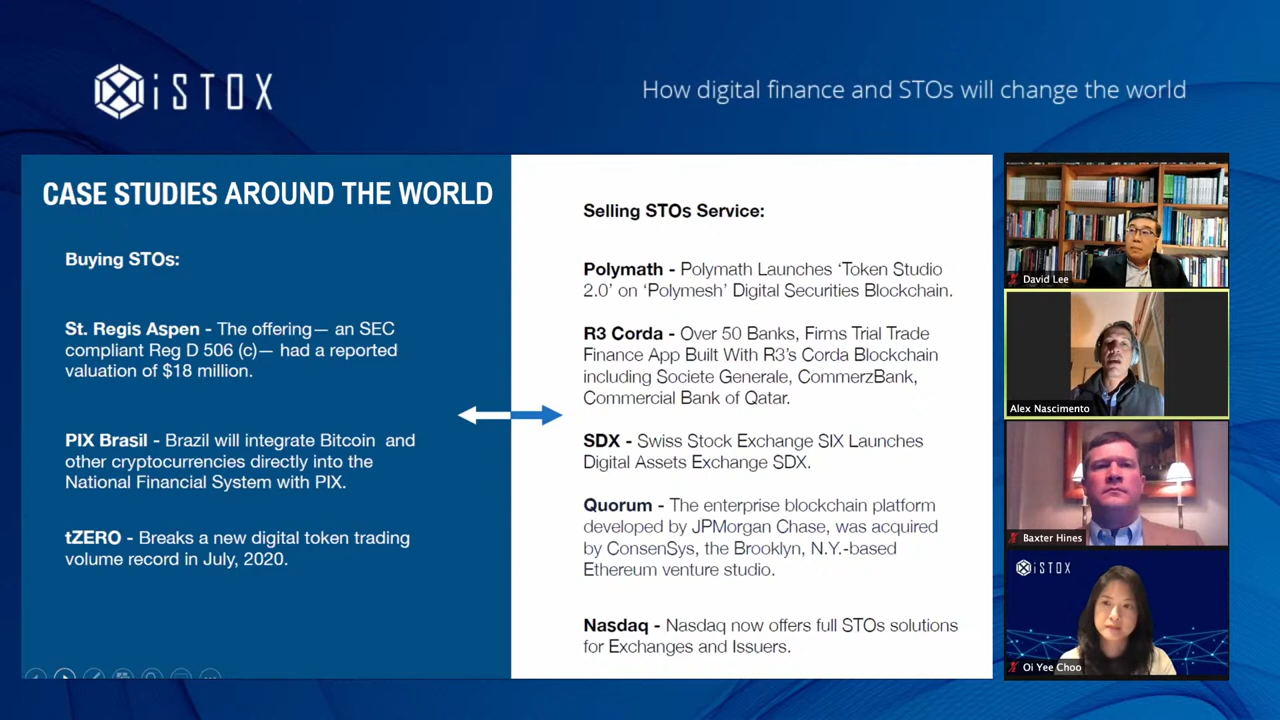 iSTOX
How digital finance and STOs will change the world
CASE STUDIES AROUND THE WORLD
Buying STOs:
St. Regis Aspen - The offering— an SEC
compliant Reg D 506 (c)— had a reported
valuation of $18 million.
PIX Brasil - Brazil will integrate Bitcoin and
other cryptocurrencies directly into the
National Financial System with PIX.
tZERO - Breaks a new digital token trading
volume record in July, 2020.
Selling STOs Service:
Polymath - Polymath Launches ‘Token Studio
2.0’ on ‘Polymesh’ Digital Securities Blockchain.
R3 Corda - Over 50 Banks, Firms Trial Trade
Finance App Built With R3’s Corda Blockchain
including Societe Generale, CommerzBank,
Commercial Bank of Qatar.
SDX - Swiss Stock Exchange SIX Launches
Digital Assets Exchange SDX.
Quorum - The enterprise blockchain platform
developed by JPMorgan Chase, was acquired
by ConsenSys, the Brooklyn, N.Y.-based
Ethereum venture studio.
Nasdaq - Nasdaq now offers full STOs solutions
for Exchanges and Issuers.
David Lee
Alex Nascimento
Baxter Hines
iSTOX
Oi Yee Choo